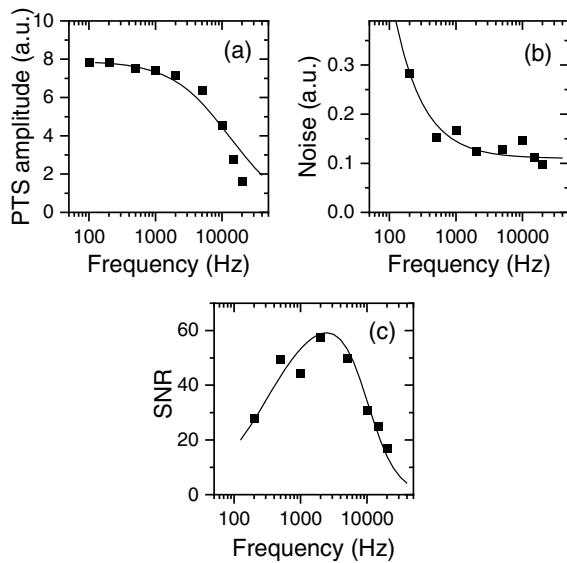 10
8
6
4
2
0
PTS amplitude (a.u.)
(a)
100
1000
10000
Frequency (Hz)
0.3
0.2
0.1
0.0
Noise (a.u.)
(b)
100
1000
10000
Frequency (Hz)
60
40
20
0
SNR
(c)
100
1000
10000
Frequency (Hz)